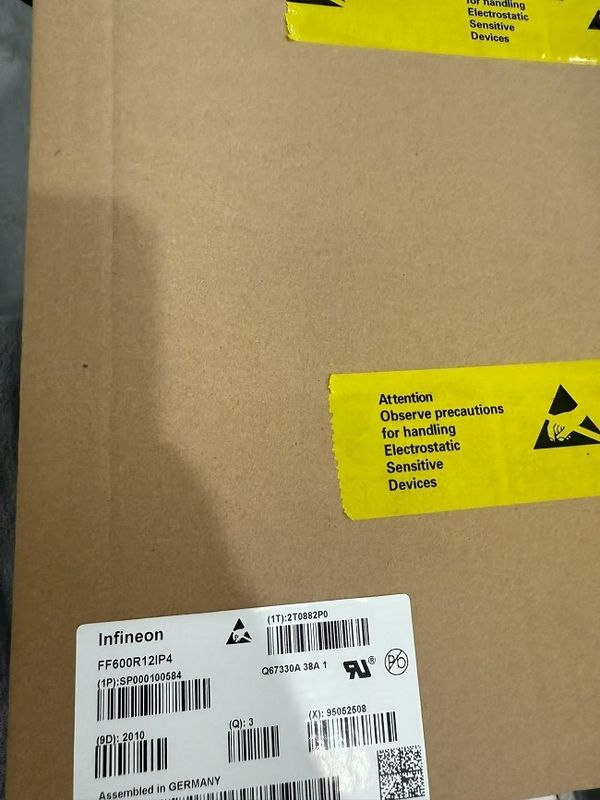 for handling
Electrostatic
Sensitive
Devices
Attention
Observe precautions
for handling
Electrostatic
Sensitive
Devices
Infineon
(1T):2T0882P0
FF600R12IP4
(1P):SP000100584
Q67330A 38A 1
(9D): 2010
(Q): 3
(X): 95052508
Assembled in GERMANY